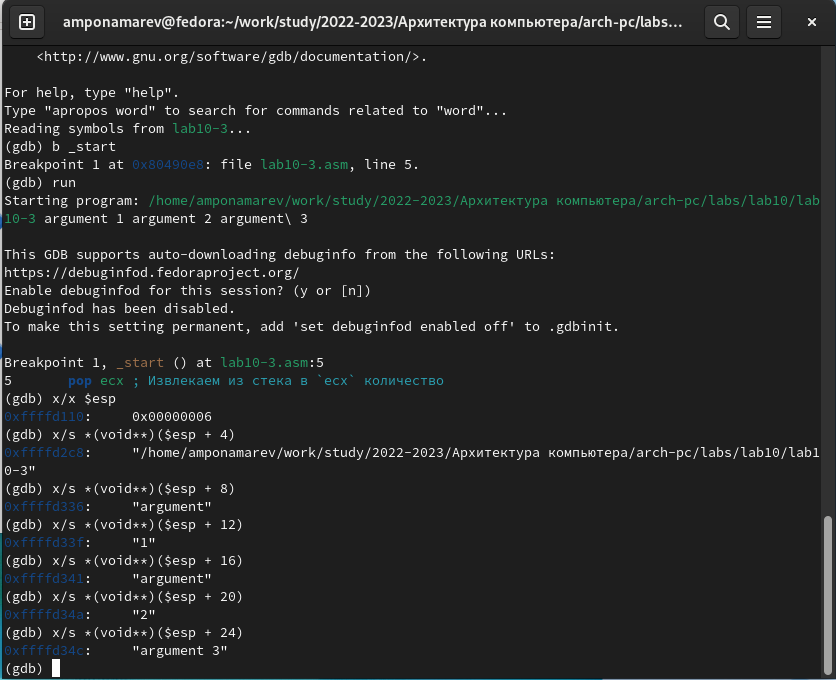 amponamarev@fedora:~/work/study/2022-2023/Архитектура компьютера/arch-pc/labs...
<http://www.gnu.org/software/gdb/documentation/>.
For help, type "help".
Type "apropos word" to search for commands related to "word"...
Reading symbols from lab10-3...
(gdb) b _start
Breakpoint 1 at 0x80490e8: file lab10-3.asm, line 5.
(gdb) run
Starting program: /home/amponamarev/work/study/2022-2023/Архитектура компьютера/arch-pc/labs/lab10/lab
10-3 argument 1 argument 2 argument\ 3
This GDB supports auto-downloading debuginfo from the following URLs:
https://debuginfod.fedoraproject.org/
Enable debuginfod for this session? (y or [n])
Debuginfod has been disabled.
To make this setting permanent, add 'set debuginfod enabled off' to .gdbinit.
Breakpoint 1, _start () at lab10-3.asm:5
5       pop ecx ; Извлекаем из стека в `ecx` количество
(gdb) x/x $esp
0xffffd110:     0x00000006
(gdb) x/s *(void**)($esp + 4)
0xffffd2c8:     "/home/amponamarev/work/study/2022-2023/Архитектура компьютера/arch-pc/labs/lab10/lab1
0-3"
(gdb) x/s *(void**)($esp + 8)
0xffffd336:     "argument"
(gdb) x/s *(void**)($esp + 12)
0xffffd33f:     "1"
(gdb) x/s *(void**)($esp + 16)
0xffffd341:     "argument"
(gdb) x/s *(void**)($esp + 20)
0xffffd34a:     "2"
(gdb) x/s *(void**)($esp + 24)
0xffffd34c:     "argument 3"
(gdb)